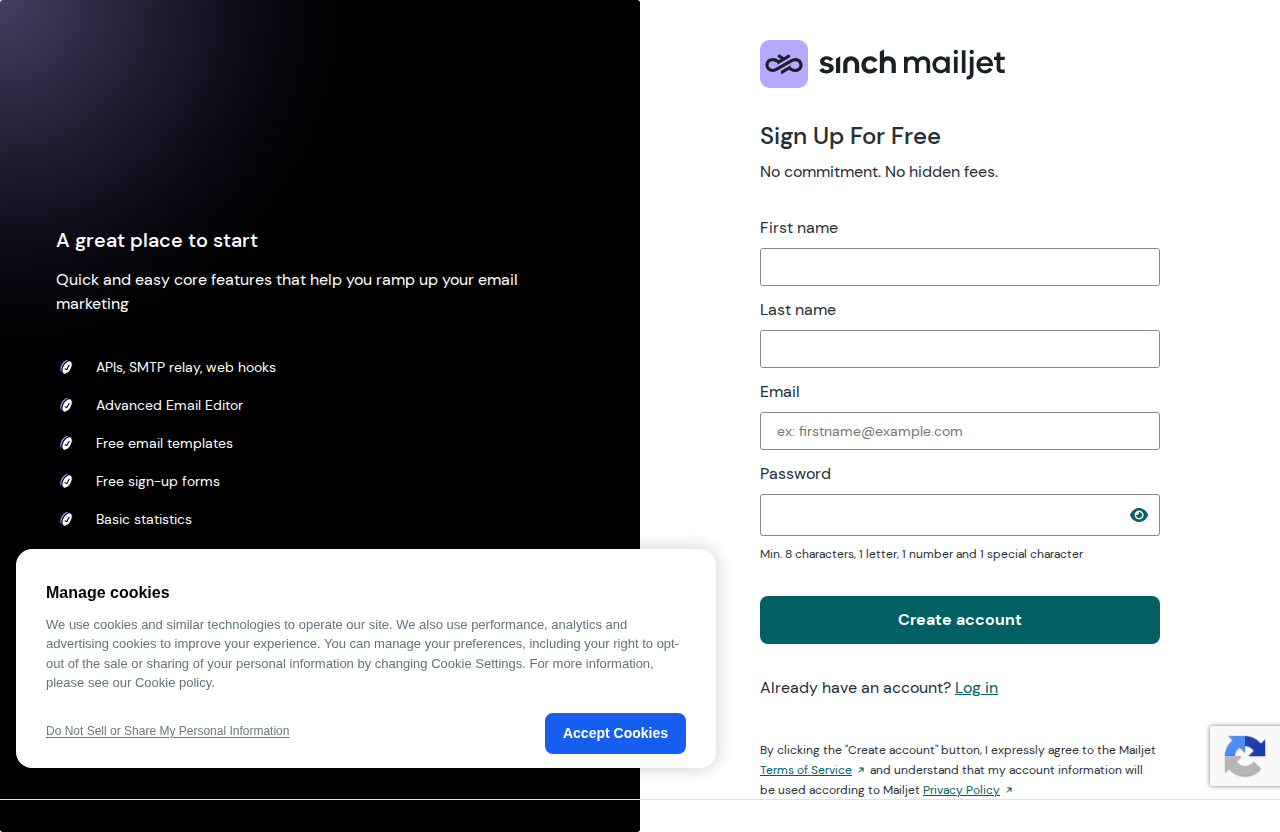 A great place to start
Quick and easy core features that help you ramp up your email
marketing
APIs, SMTP relay, web hooks
Advanced Email Editor
Free email templates
Free sign-up forms
Basic statistics
Manage cookies
We use cookies and similar technologies to operate our site. We also use performance, analytics and
advertising cookies to improve your experience. You can manage your preferences, including your right to opt-
out of the sale or sharing of your personal information by changing Cookie Settings. For more information,
please see our Cookie policy.
Do Not Sell or Share My Personal Information
Accept Cookies
sinch mailjet
Sign Up For Free
No commitment. No hidden fees.
First name
Last name
Email
ex: firstname@example.com
Password
Min. 8 characters, 1 letter, 1 number and 1 special character
Create account
Already have an account? Log in
By clicking the "Create account" button, I expressly agree to the Mailjet
Terms of Service and understand that my account information will
be used according to Mailjet Privacy Policy